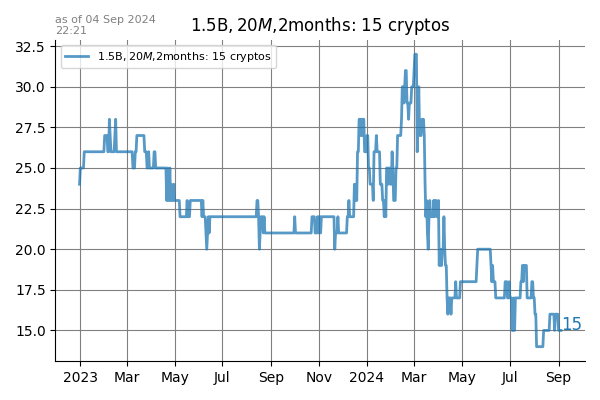 as of 04 Sep 2024
22:21
1.5B, 20M,2months: 15 cryptos
1.5B, 20M,2months: 15 cryptos
32.5
30.0
27.5
25.0
22.5
20.0
17.5
15.0
15
2023 Mar May Jul Sep Nov 2024 Mar May Jul Sep